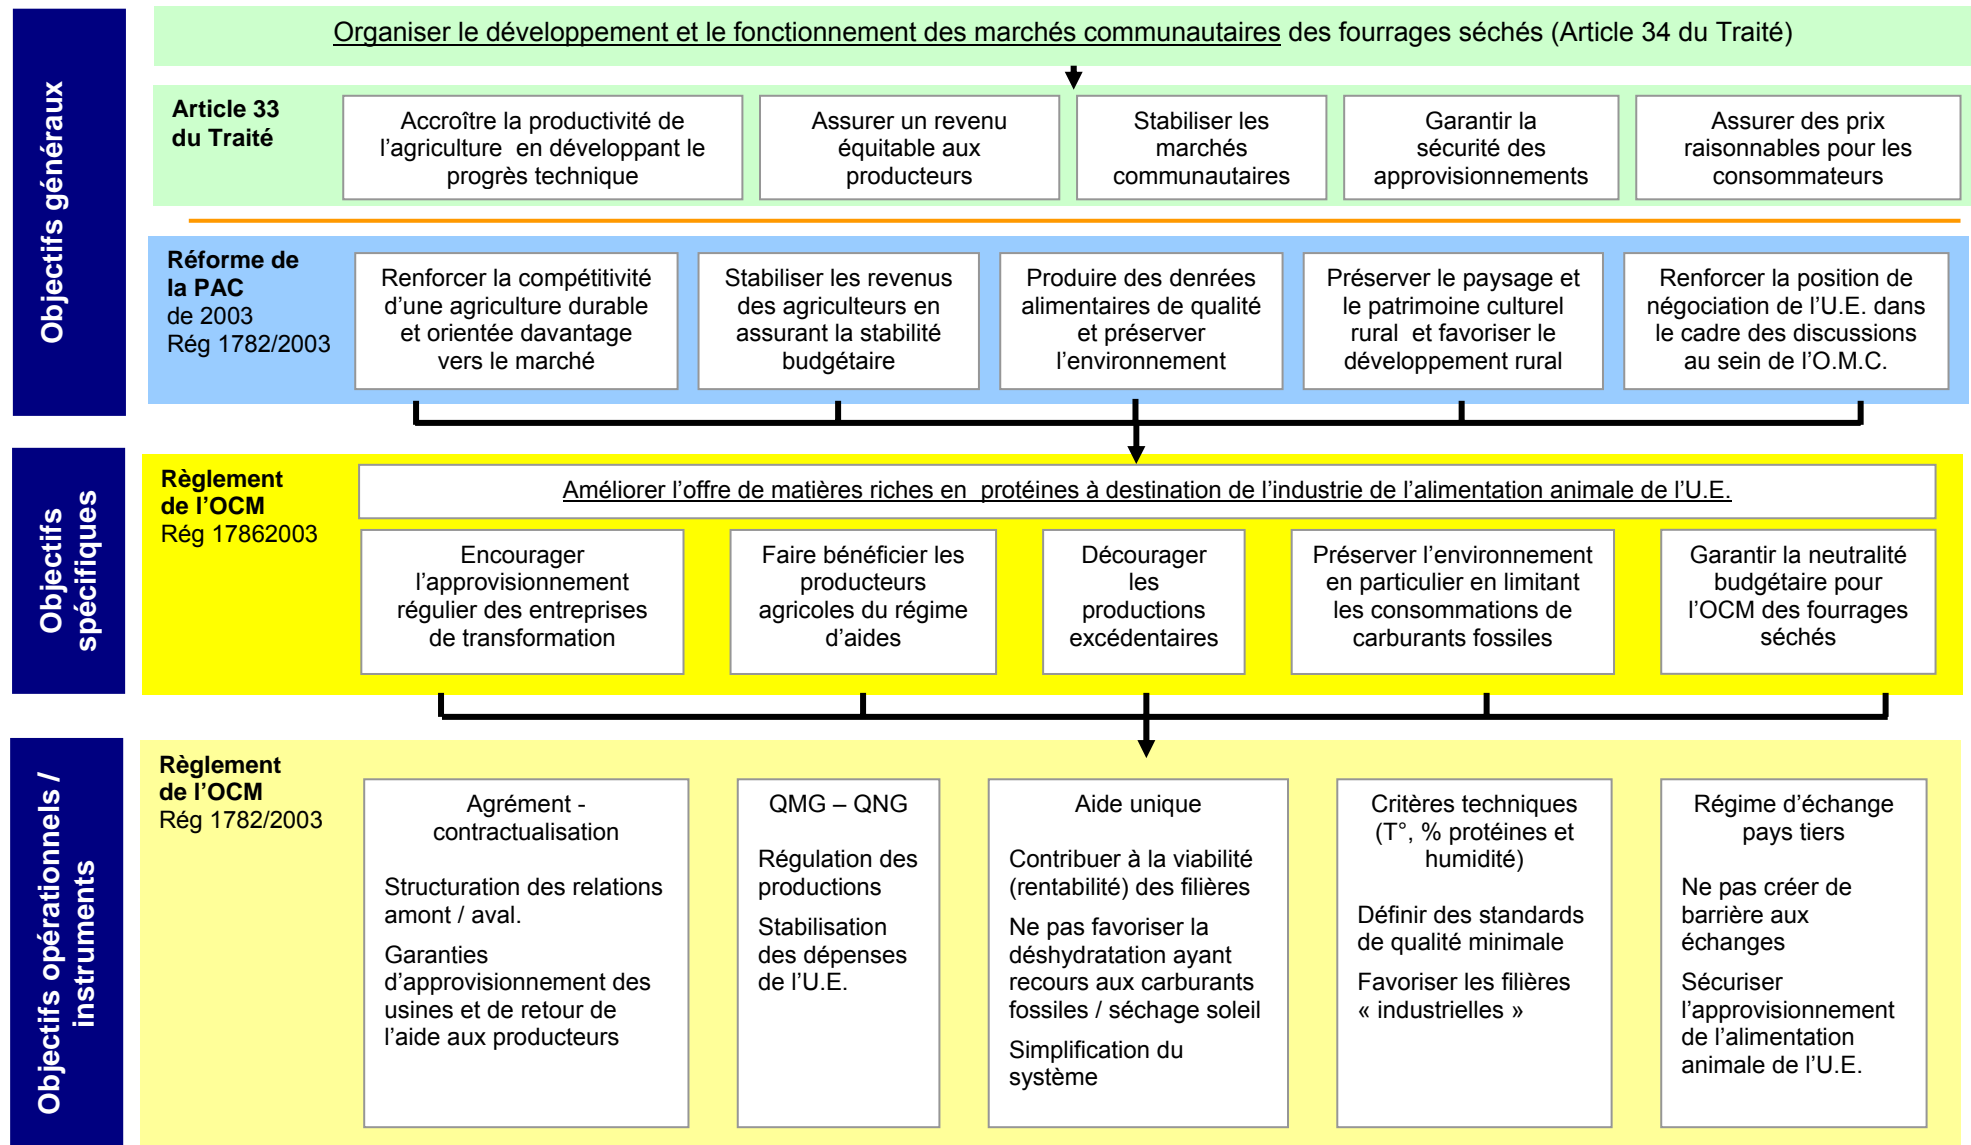 Organiser le développement et le fonctionnement des marchés communautaires des fourrages séchés (Article 34 du Traité)
Objectifs généraux
Article 33
du Traité
Accroître la productivité de
l’agriculture en développant le
progrès technique
Assurer un revenu
équitable aux
producteurs
Stabiliser les
marchés
communautaires
Garantir la
sécurité des
approvisionnements
Assurer des prix
raisonnables pour les
consommateurs
Réforme de
la PAC
de 2003
Rég 1782/2003
Renforcer la compétitivité
d’une agriculture durable
et orientée davantage
vers le marché
Stabiliser les revenus
des agriculteurs en
assurant la stabilité
budgétaire
Produire des denrées
alimentaires de qualité
et préserver
l’environnement
Préserver le paysage et
le patrimoine culturel
rural et favoriser le
développement rural
Renforcer la position de
négociation de l’U.E. dans
le cadre des discussions
au sein de l’O.M.C.
Objectifs
spécifiques
Règlement
de l’OCM
Rég 17862003
Améliorer l’offre de matières riches en protéines à destination de l’industrie de l’alimentation animale de l’U.E.
Encourager
l’approvisionnement
régulier des entreprises
de transformation
Faire bénéficier les
producteurs
agricoles du régime
d’aides
Décourager
les
productions
excédentaires
Préserver l’environnement
en particulier en limitant
les consommations de
carburants fossiles
Garantir la neutralité
budgétaire pour
l’OCM des fourrages
séchés
Objectifs opérationnels /
instruments
Règlement
de l’OCM
Rég 1782/2003
Agrément -
contractualisation
Structuration des relations
amont / aval.
Garanties
d’approvisionnement des
usines et de retour de
l’aide aux producteurs
QMG – QNG
Régulation des
productions
Stabilisation
des dépenses
de l’U.E.
Aide unique
Contribuer à la viabilité
(rentabilité) des filières
Ne pas favoriser la
déshydratation ayant
recours aux carburants
fossiles / séchage soleil
Simplification du
système
Critères techniques
(T°, % protéines et
humidité)
Définir des standards
de qualité minimale
Favoriser les filières
« industrielles »
Régime d’échange
pays tiers
Ne pas créer de
barrière aux
échanges
Sécuriser
l’approvisionnement
de l’alimentation
animale de l’U.E.